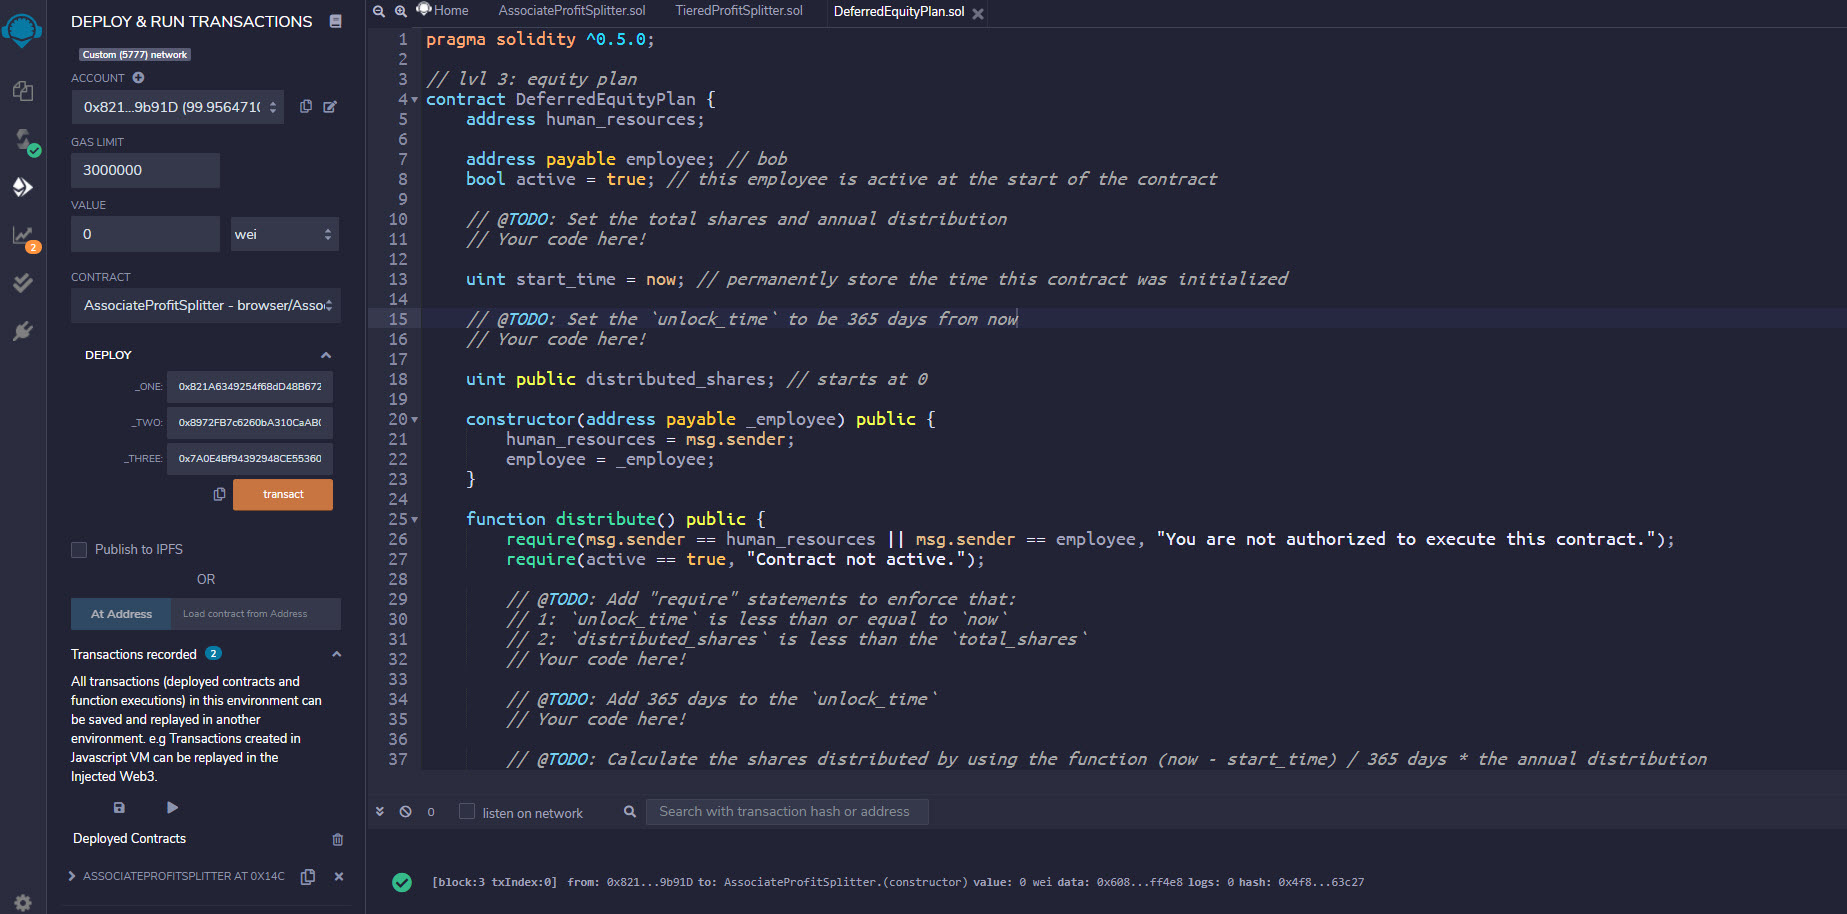 DEPLOY & RUN TRANSACTIONS
Custom (5777) network
ACCOUNT
0x821...9b91D (99.9564710
GAS LIMIT
3000000
VALUE
0
wei
CONTRACT
AssociateProfitSplitter - browser/Asso
DEPLOY
_ONE: 0x821A6349254f68dD48B672
_TWO: 0x8972FB7c6260bA310CaAB0
_THREE: 0x7A0E4Bf94392948CE55360
transact
Publish to IPFS
OR
At Address
Load contract from Address
Transactions recorded 2
All transactions (deployed contracts and
function executions) in this environment can
be saved and replayed in another
environment. e.g Transactions created in
Javascript VM can be replayed in the
Injected Web3.
Deployed Contracts
ASSOCIATEPROFITSPLITTER AT 0X14C
2
Home AssociateProfitSplitter.sol TieredProfitSplitter.sol DeferredEquityPlan.sol
1 pragma solidity ^0.5.0;
2
3 // lvl 3: equity plan
4 contract DeferredEquityPlan {
5 address human_resources;
6
7 address payable employee; // bob
8 bool active = true; // this employee is active at the start of the contract
9
10 // @TODO: Set the total shares and annual distribution
11 // Your code here!
12
13 uint start_time = now; // permanently store the time this contract was initialized
14
15 // @TODO: Set the `unlock_time` to be 365 days from now
16 // Your code here!
17
18 uint public distributed_shares; // starts at 0
19
20 constructor(address payable _employee) public {
21 human_resources = msg.sender;
22 employee = _employee;
23 }
24
25 function distribute() public {
26 require(msg.sender == human_resources || msg.sender == employee, "You are not authorized to execute this contract.");
27 require(active == true, "Contract not active.");
28
29 // @TODO: Add "require" statements to enforce that:
30 // 1: `unlock_time` is less than or equal to `now`
31 // 2: `distributed_shares` is less than the `total_shares`
32 // Your code here!
33
34 // @TODO: Add 365 days to the `unlock_time`
35 // Your code here!
36
37 // @TODO: Calculate the shares distributed by using the function (now - start_time) / 365 days * the annual distribution
0 listen on network Search with transaction hash or address
[block:3 txIndex:0] from: 0x821...9b91D to: AssociateProfitSplitter.(constructor) value: 0 wei data: 0x608...ff4e8 logs: 0 hash: 0x4f8...63c27